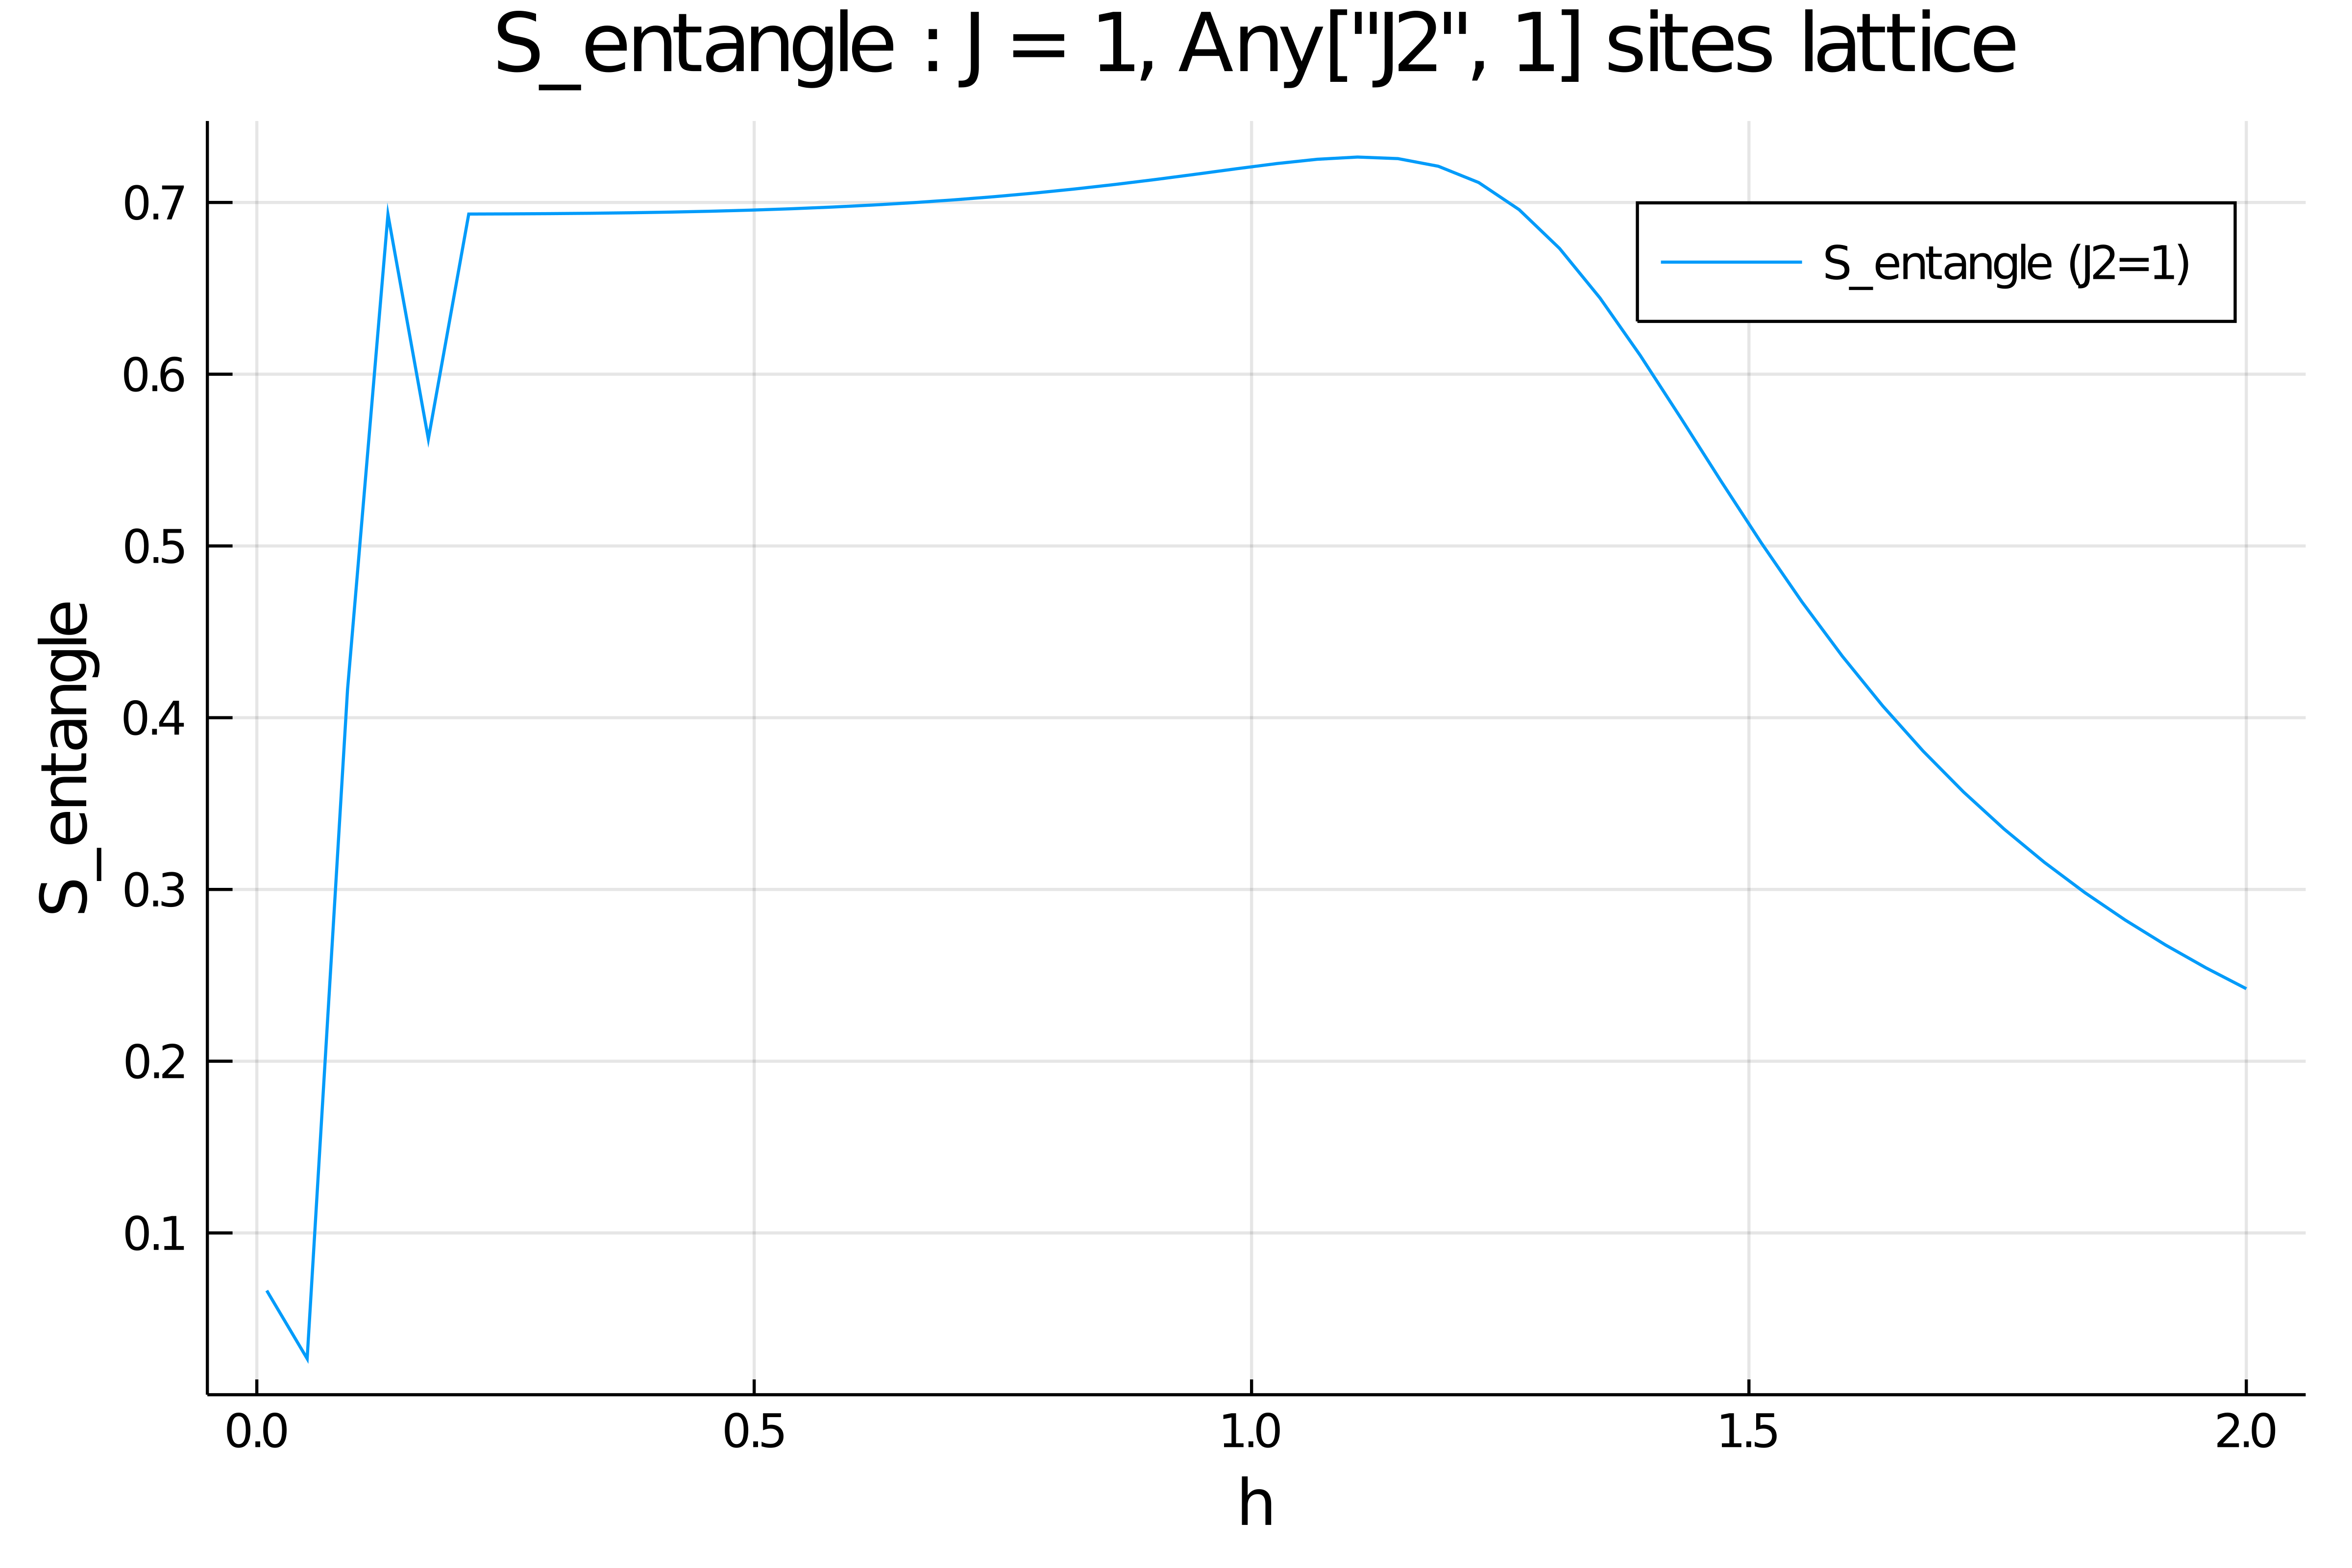 S_entangle : J = 1, Any["J2", 1] sites lattice
0.7
0.6
0.5
0.4
0.3
0.2
0.1
S_entangle
S_entangle (J2=1)
0.0 0.5 1.0 1.5 2.0
h